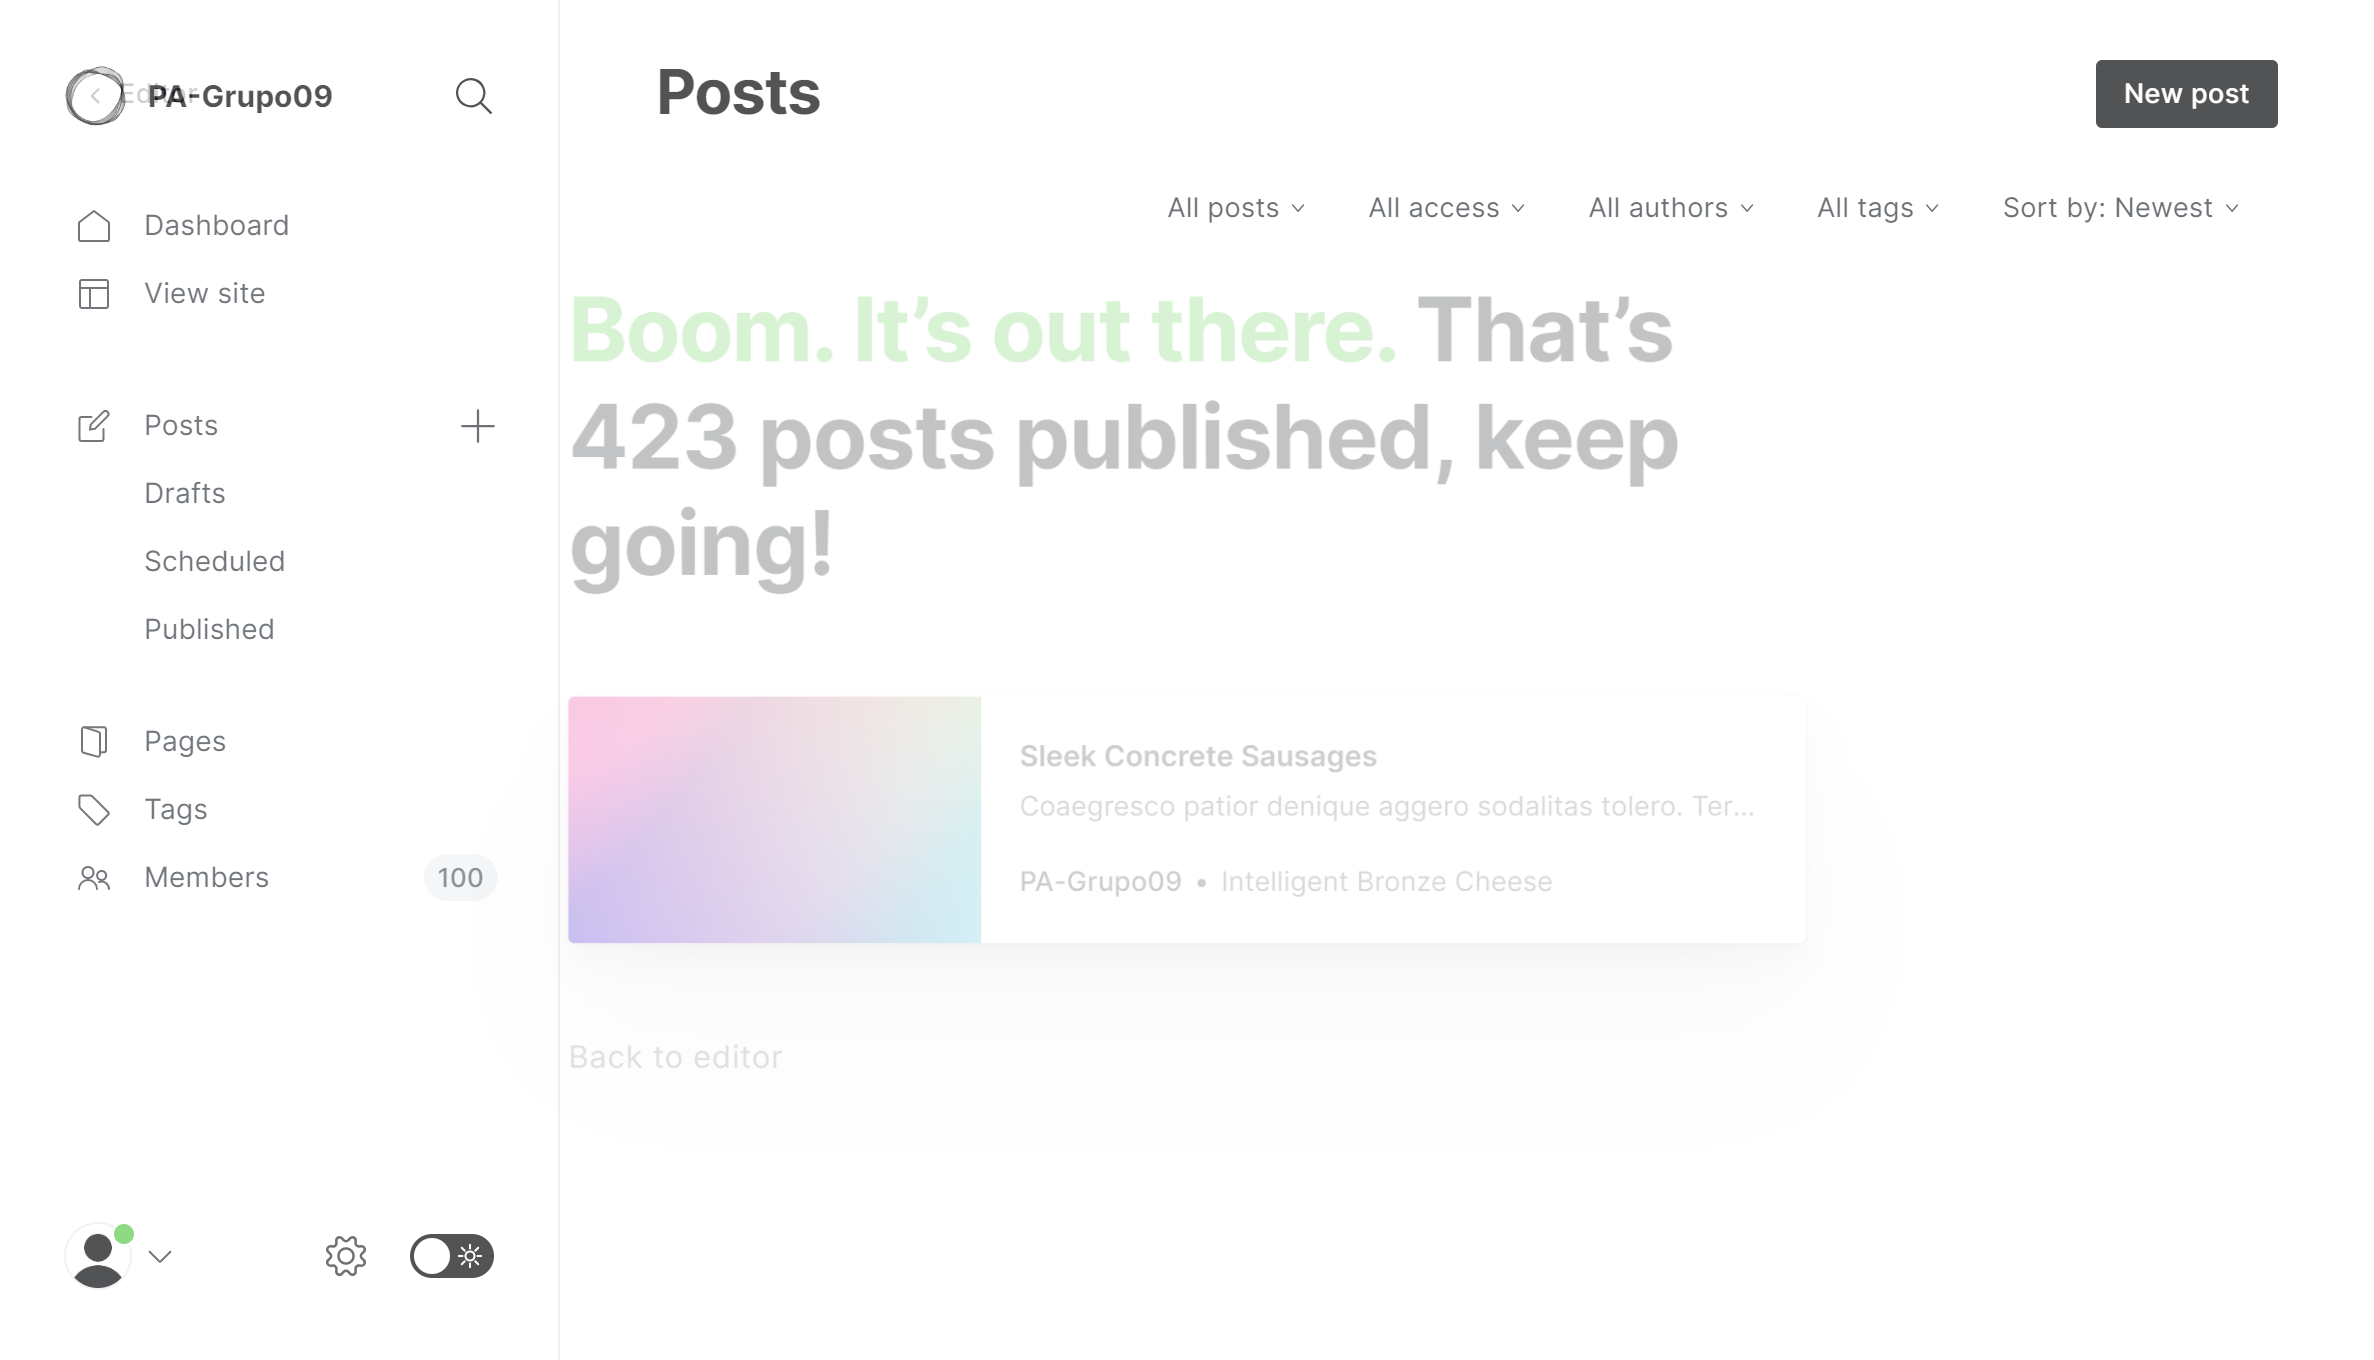 Editor
PA-Grupo09
Dashboard
View site
Posts
Drafts
Scheduled
Published
Pages
Tags
Members
100
Posts
New post
All posts
All access
All authors
All tags
Sort by: Newest
Boom. It’s out there. That’s
423 posts published, keep
going!
Sleek Concrete Sausages
Coaegresco patior denique aggero sodalitas tolero. Ter...
PA-Grupo09 • Intelligent Bronze Cheese
Back to editor